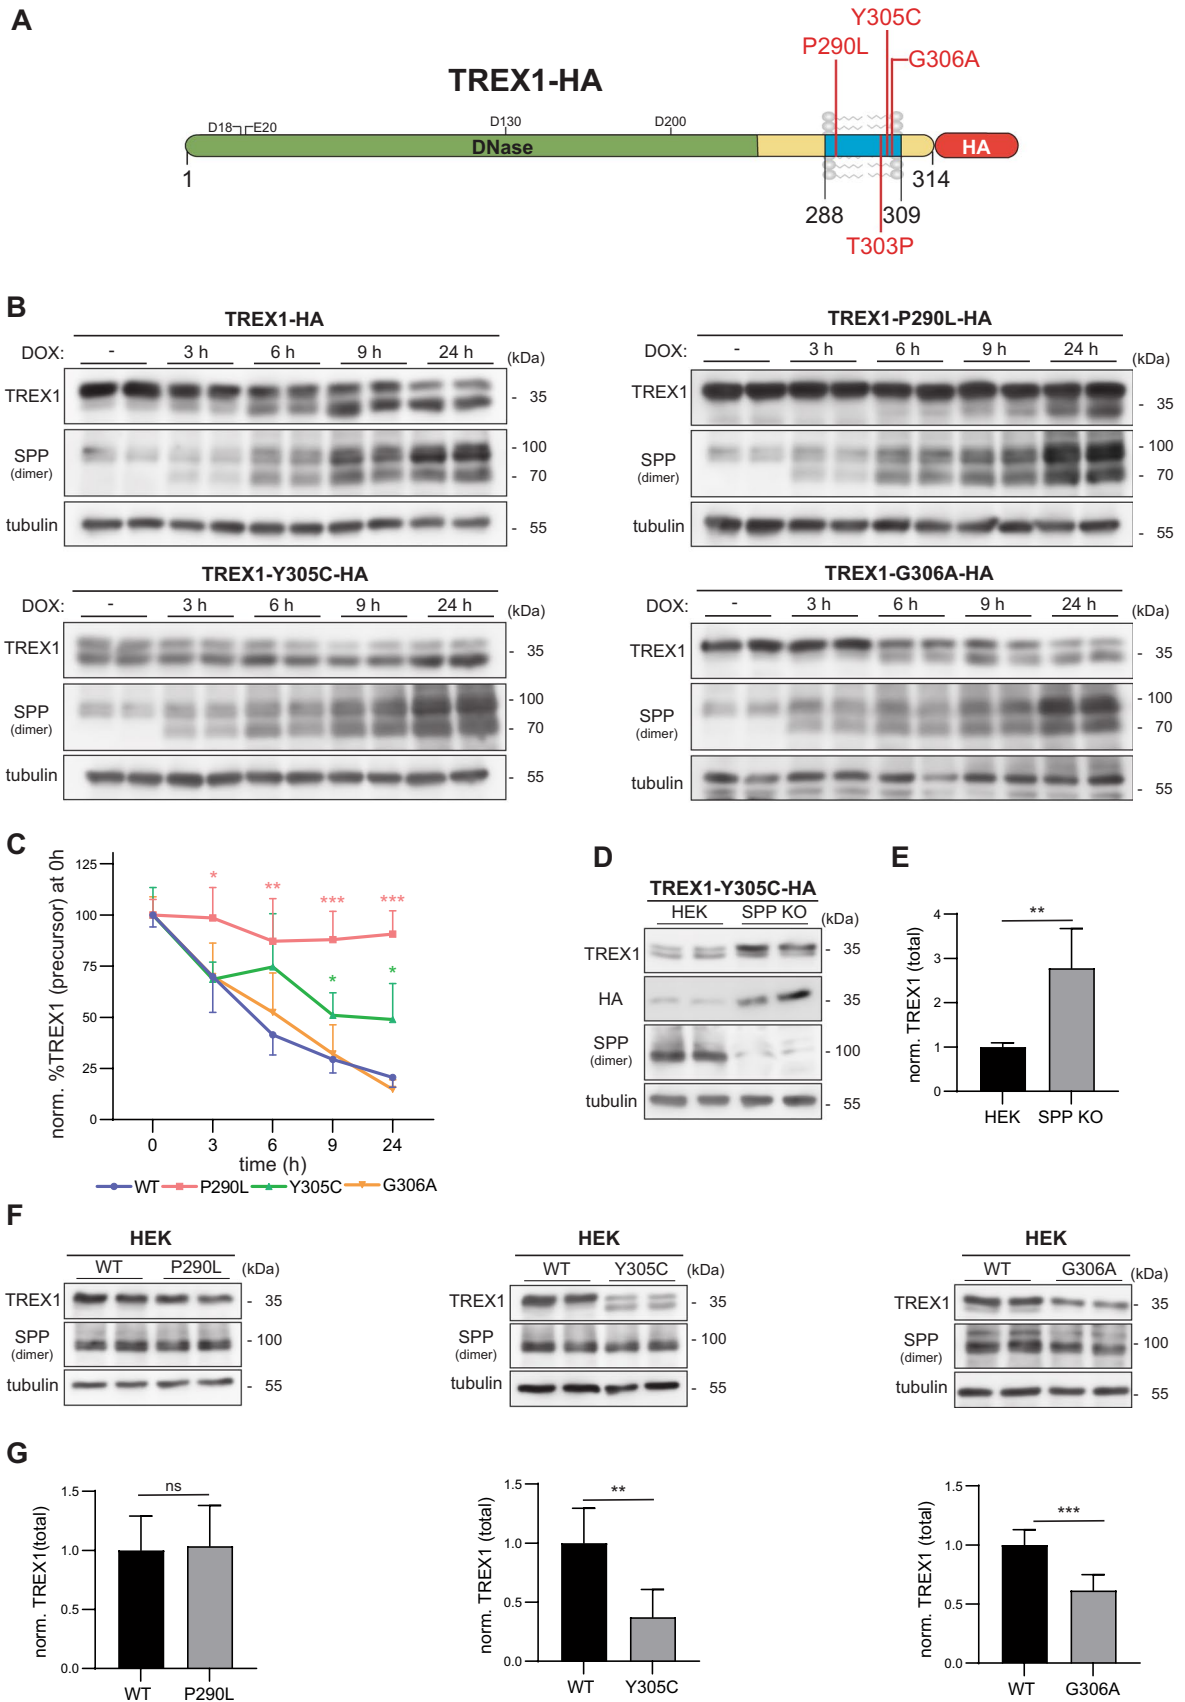 A
Y305C
P290L
G306A
TREX1-HA
D18 E20 D130 D200
DNase HA
1 314
288 309
T303P
B
TREX1-HA
DOX: - 3 h 6 h 9 h 24 h (kDa)
TREX1 - 35
SPP (dimer) - 100 - 70
tubulin - 55
TREX1-P290L-HA
DOX: - 3 h 6 h 9 h 24 h (kDa)
TREX1 - 35
SPP (dimer) - 100 - 70
tubulin - 55
TREX1-Y305C-HA
DOX: - 3 h 6 h 9 h 24 h (kDa)
TREX1 - 35
SPP (dimer) - 100 - 70
tubulin - 55
TREX1-G306A-HA
DOX: - 3 h 6 h 9 h 24 h (kDa)
TREX1 - 35
SPP (dimer) - 100 - 70
tubulin - 55
C
norm. %TREX1 (precursor) at 0h
125
100
75
50
25
0
* ** *** ***
* *
0 3 6 9 24
time (h)
WT P290L Y305C G306A
D
TREX1-Y305C-HA
HEK SPP KO (kDa)
TREX1 - 35
HA - 35
SPP (dimer) - 100
tubulin - 55
E
norm. TREX1 (total)
4
3
2
1
0
**
HEK SPP KO
F
HEK
WT P290L (kDa)
TREX1 - 35
SPP (dimer) - 100
tubulin - 55
HEK
WT Y305C (kDa)
TREX1 - 35
SPP (dimer) - 100
tubulin - 55
HEK
WT G306A (kDa)
TREX1 - 35
SPP (dimer) - 100
tubulin - 55
G
norm. TREX1(total)
1.5
1.0
0.5
0.0
ns
WT P290L
norm. TREX1 (total)
1.5
1.0
0.5
0.0
**
WT Y305C
norm. TREX1 (total)
1.5
1.0
0.5
0.0
***
WT G306A